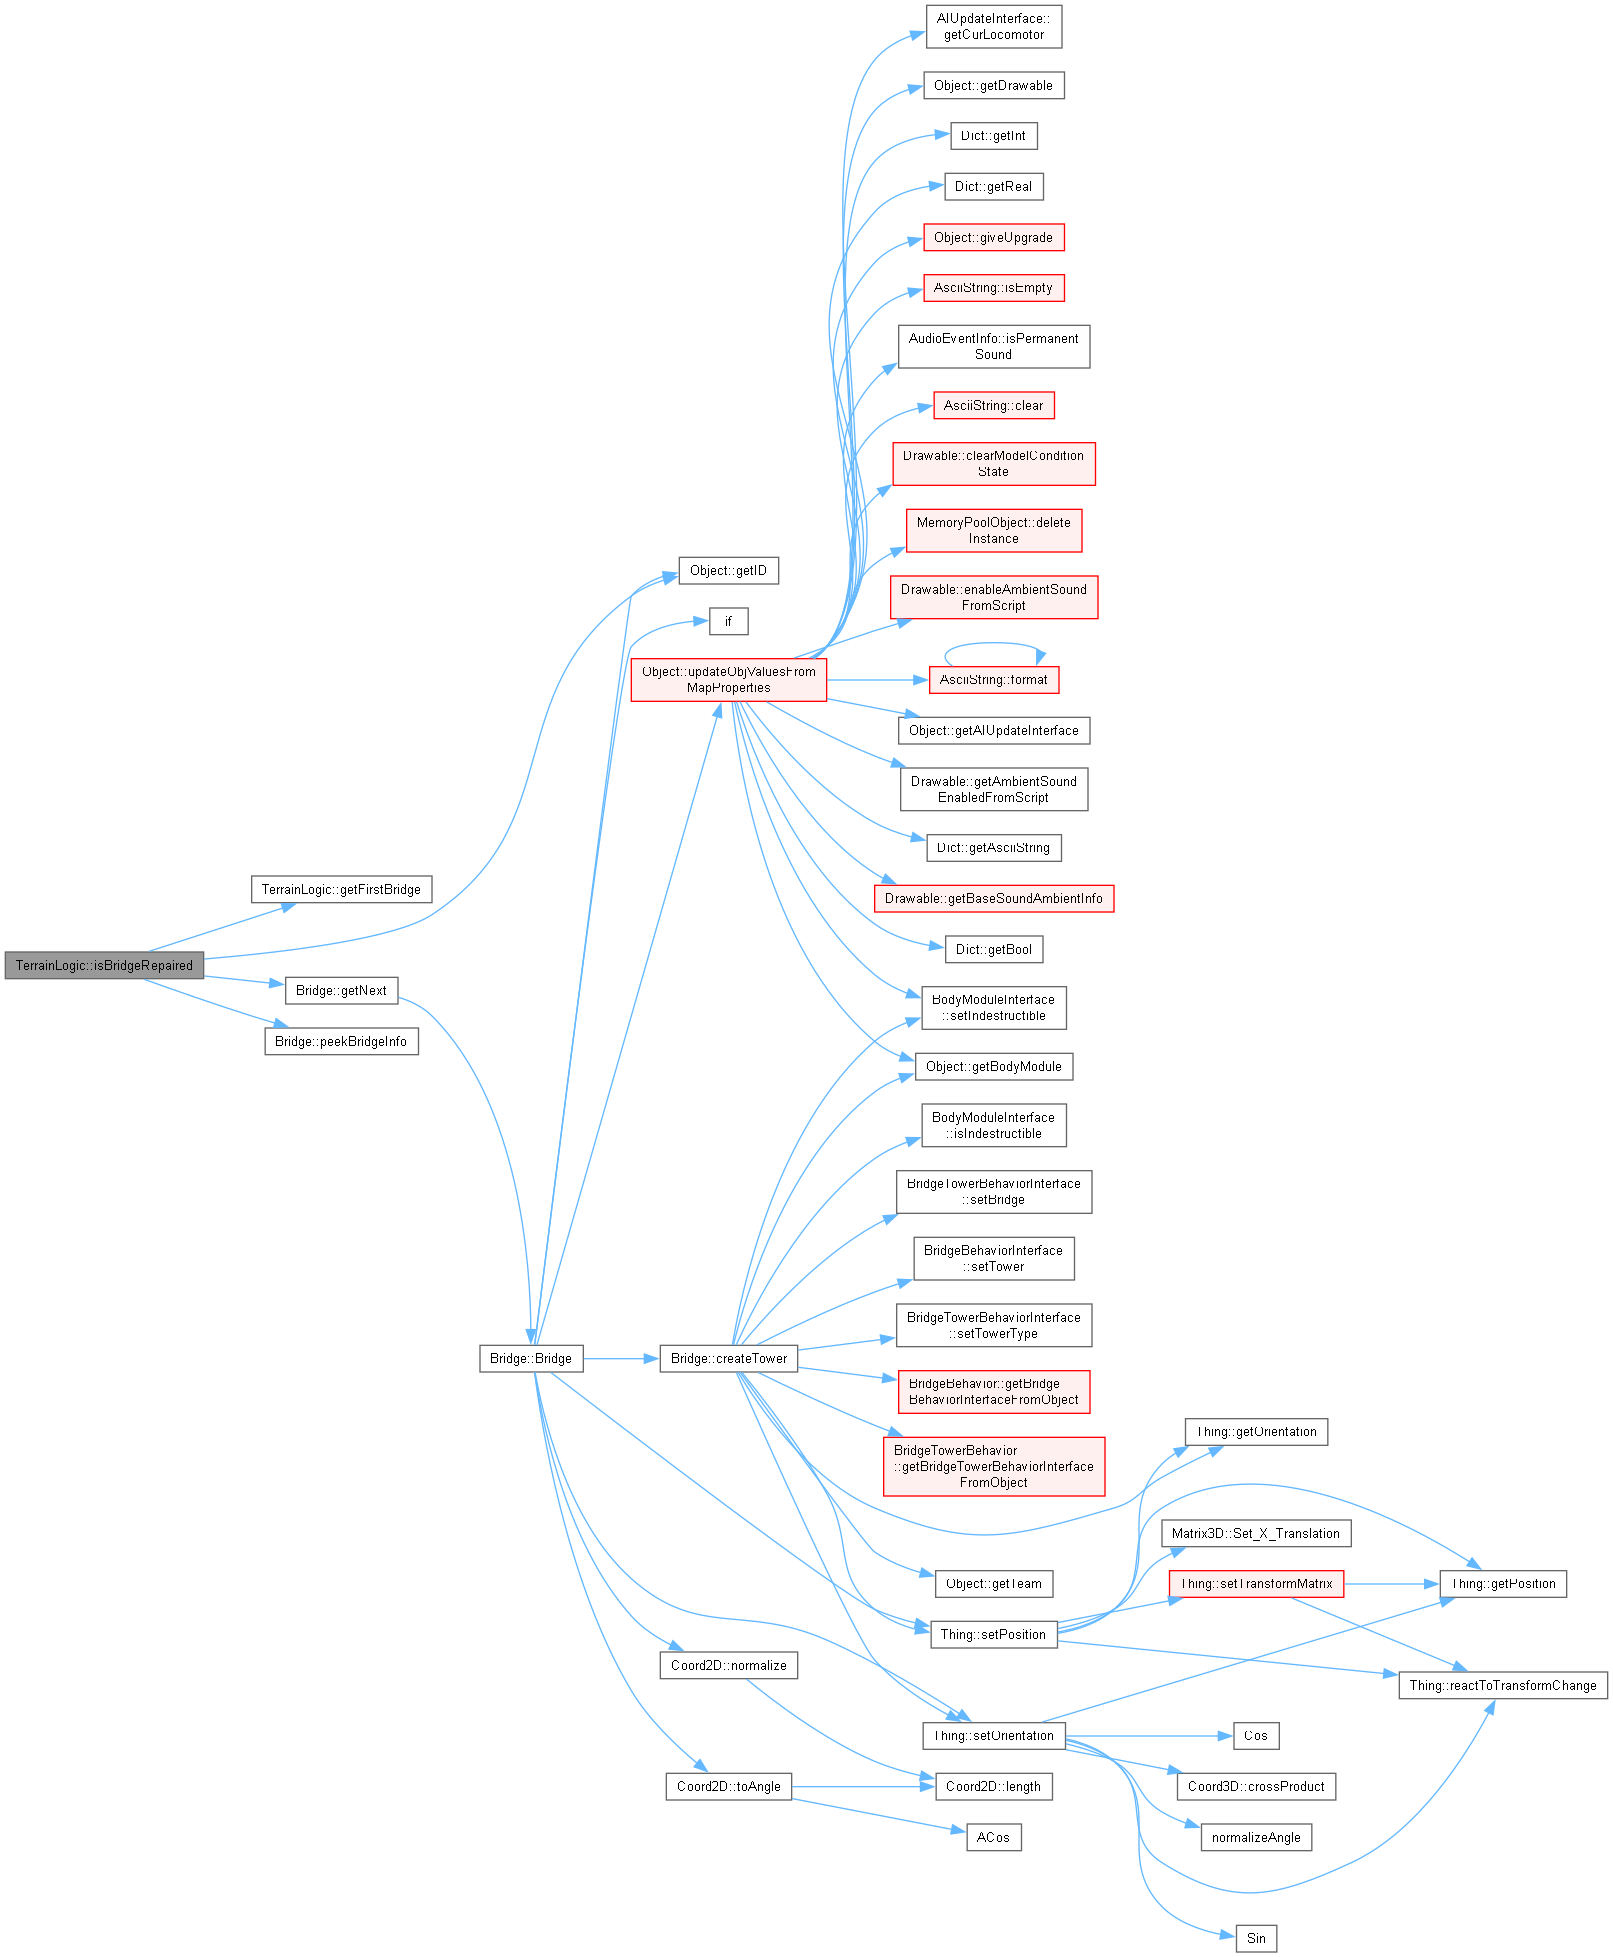 AIUpdateInterface::
getCurLocomotor
Object::getDrawable
Dict::getInt
Dict::getReal
Object::giveUpgrade
AsciiString::isEmpty
AudioEventInfo::isPermanent
Sound
AsciiString::clear
Drawable::clearModelCondition
State
MemoryPoolObject::delete
Instance
Object::getID
Drawable::enableAmbientSound
FromScript
if
Object::updateObjValuesFrom
MapProperties
AsciiString::format
Object::getAIUpdateInterface
Drawable::getAmbientSound
EnabledFromScript
Dict::getAsciiString
TerrainLogic::getFirstBridge
Drawable::getBaseSoundAmbientInfo
Dict::getBool
TerrainLogic::isBridgeRepaired
Bridge::getNext
BodyModuleInterface
::setIndestructible
Bridge::peekBridgeInfo
Object::getBodyModule
BodyModuleInterface
::isIndestructible
BridgeTowerBehaviorInterface
::setBridge
BridgeBehaviorInterface
::setTower
BridgeTowerBehaviorInterface
::setTowerType
Bridge::Bridge
Bridge::createTower
BridgeBehavior::getBridge
BehaviorInterfaceFromObject
Thing::getOrientation
BridgeTowerBehavior
::getBridgeTowerBehaviorInterface
FromObject
Matrix3D::Set_X_Translation
Object::getTeam
Thing::setTransformMatrix
Thing::getPosition
Thing::setPosition
Coord2D::normalize
Thing::reactToTransformChange
Thing::setOrientation
Cos
Coord2D::toAngle
Coord2D::length
Coord3D::crossProduct
ACos
normalizeAngle
Sin